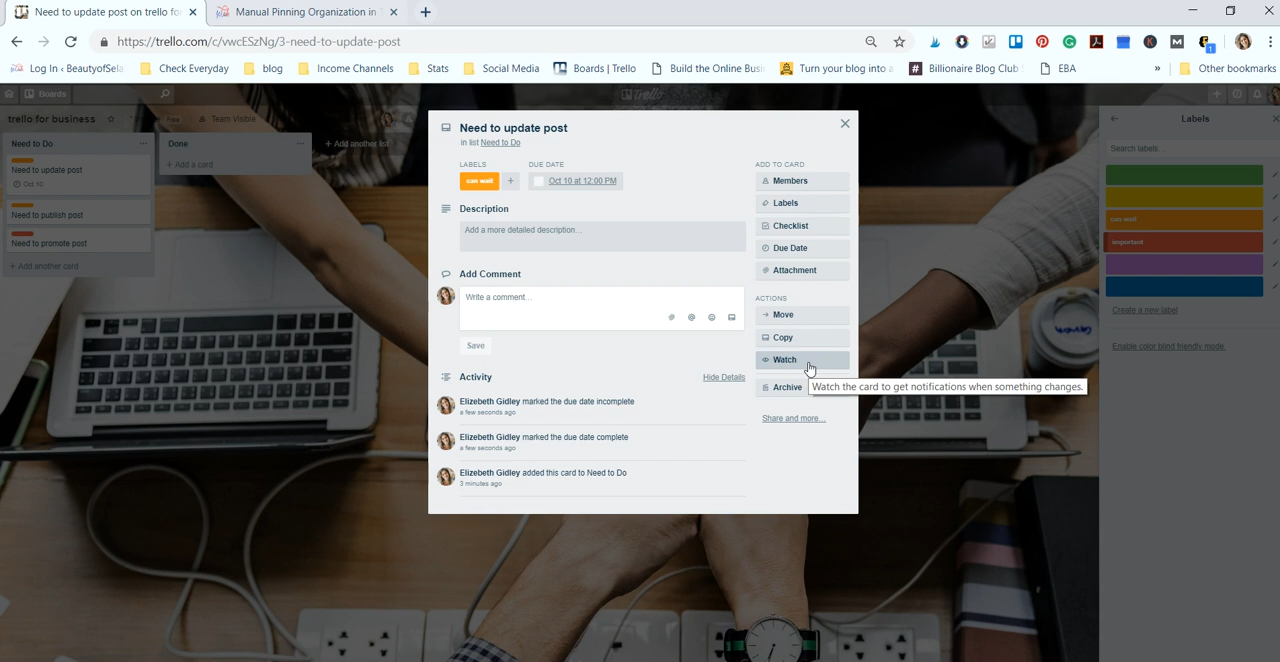 Need to update post on trello fo
Manual Pinning Organization in T
https://trello.com/c/vwcESzNg/3-need-to-update-post
1
Log In ‹ BeautyofSela
Check Everyday
blog
Income Channels
Stats
Social Media
Boards | Trello
Build the Online Busi
Turn your blog into a
Billionaire Blog Club
EBA
»
Other bookmarks
Boards
Trello
trello for business
Free
Team Visible
Need to Do
Need to update post
Oct 10
Need to publish post
Need to promote post
+ Add another card
Done
+ Add a card
+ Add another list
Need to update post
in list Need to Do
LABELS
DUE DATE
can wait
+
Oct 10 at 12:00 PM
Description
Add a more detailed description...
Add Comment
Write a comment...
Save
Activity
Hide Details
Elizebeth Gidley marked the due date incomplete
a few seconds ago
Elizebeth Gidley marked the due date complete
a few seconds ago
Elizebeth Gidley added this card to Need to Do
3 minutes ago
ADD TO CARD
Members
Labels
Checklist
Due Date
Attachment
ACTIONS
Move
Copy
Watch
Archive
Watch the card to get notifications when something changes.
Share and more...
Labels
Search labels...
can wait
important
Create a new label
Enable color blind friendly mode.